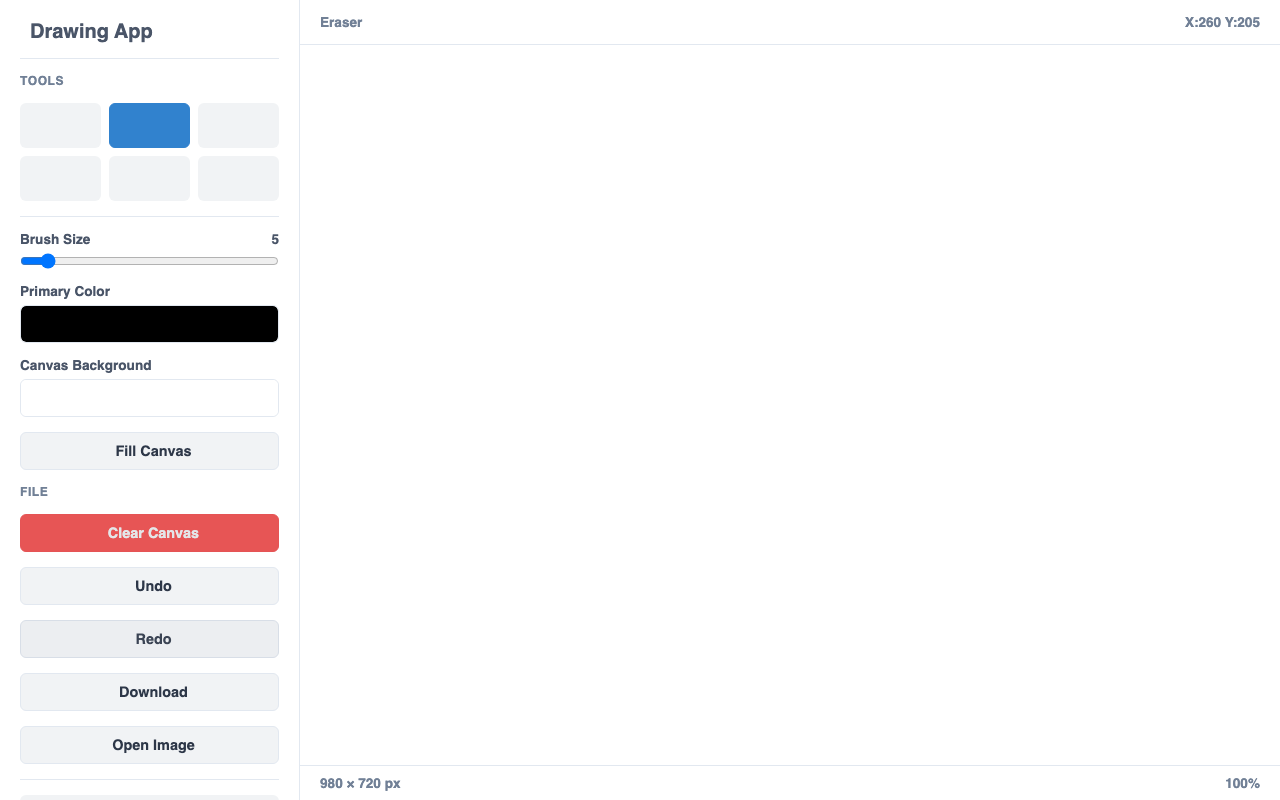 Drawing App
Eraser
X:260 Y:205
TOOLS
Brush Size
5
Primary Color
Canvas Background
Fill Canvas
FILE
Clear Canvas
Undo
Redo
Download
Open Image
980 × 720 px
100%